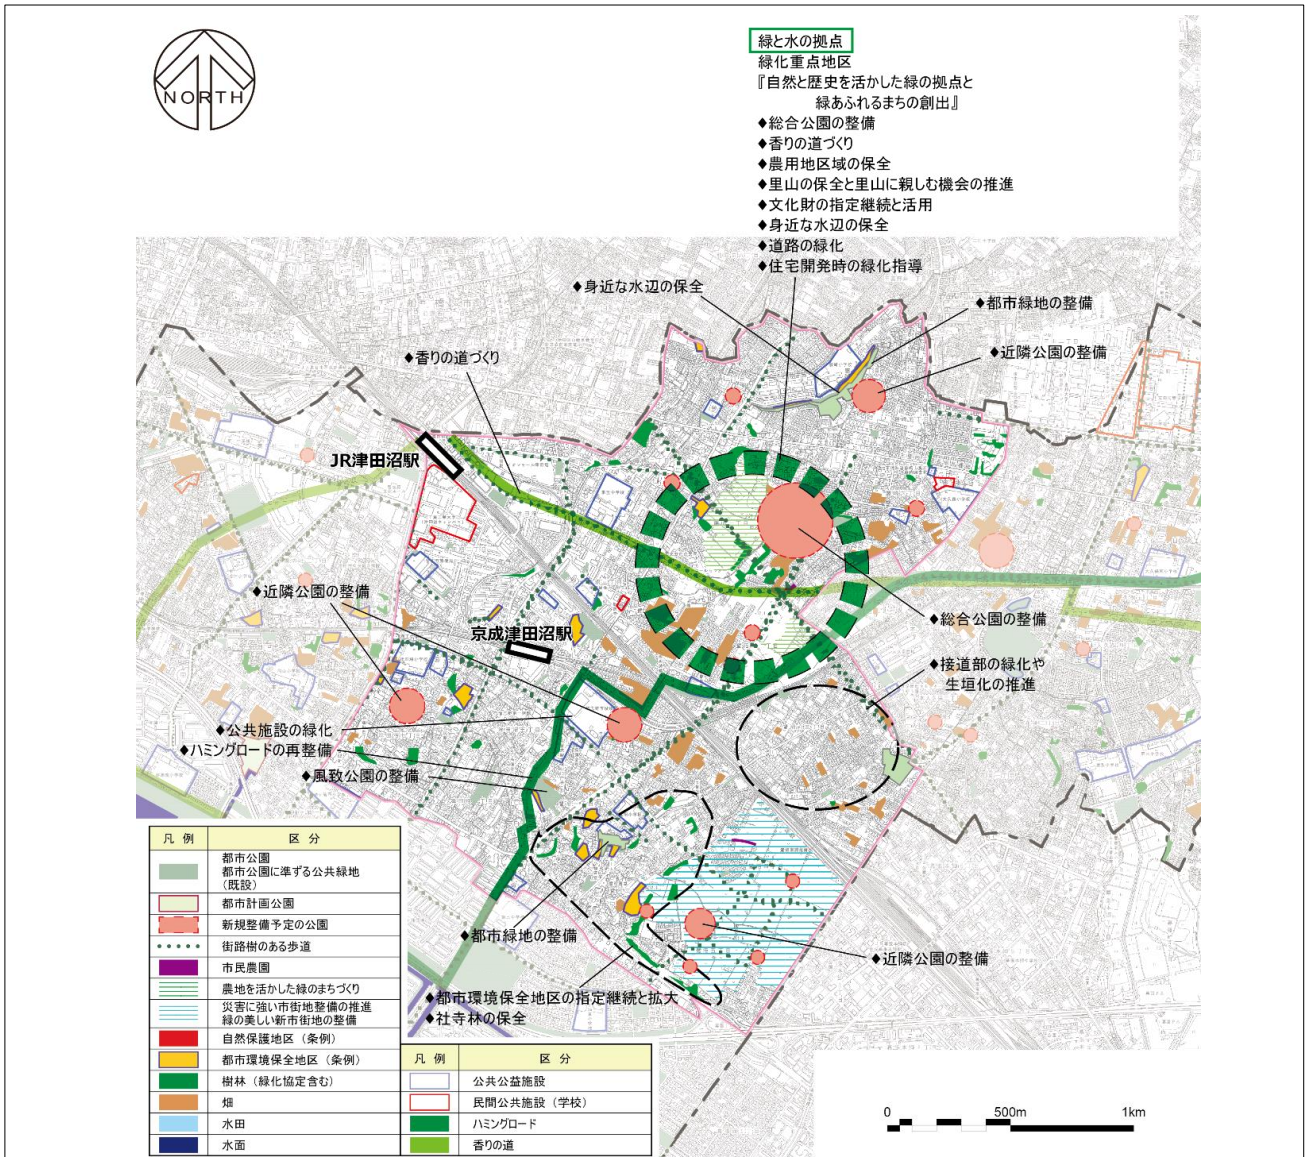 NORTH
緑と水の拠点
緑化重点地区
『自然と歴史を活かした緑の拠点と
緑あふれるまちの創出』
◆総合公園の整備
◆香りの道づくり
◆農用地区域の保全
◆里山の保全と里山に親しむ機会の推進
◆文化財の指定継続と活用
◆身近な水辺の保全
◆道路の緑化
◆住宅開発時の緑化指導
◆身近な水辺の保全
◆都市緑地の整備
◆近隣公園の整備
◆香りの道づくり
JR津田沼駅
◆近隣公園の整備
京成津田沼駅
◆総合公園の整備
◆接道部の緑化や
生垣化の推進
◆公共施設の緑化
◆ハミングロードの再整備
◆風致公園の整備
◆都市緑地の整備
◆近隣公園の整備
◆都市環境保全地区の指定継続と拡大
◆社寺林の保全
凡 例 区 分
都市公園
都市公園に準ずる公共緑地
(既設)
都市計画公園
新規整備予定の公園
街路樹のある歩道
市民農園
農地を活かした緑のまちづくり
災害に強い市街地整備の推進
緑の美しい新市街地の整備
自然保護地区（条例）
都市環境保全地区（条例）
樹林（緑化協定含む）
畑
水田
水面
凡 例 区 分
公共公益施設
民間公共施設（学校）
ハミングロード
香りの道
0 500m 1km